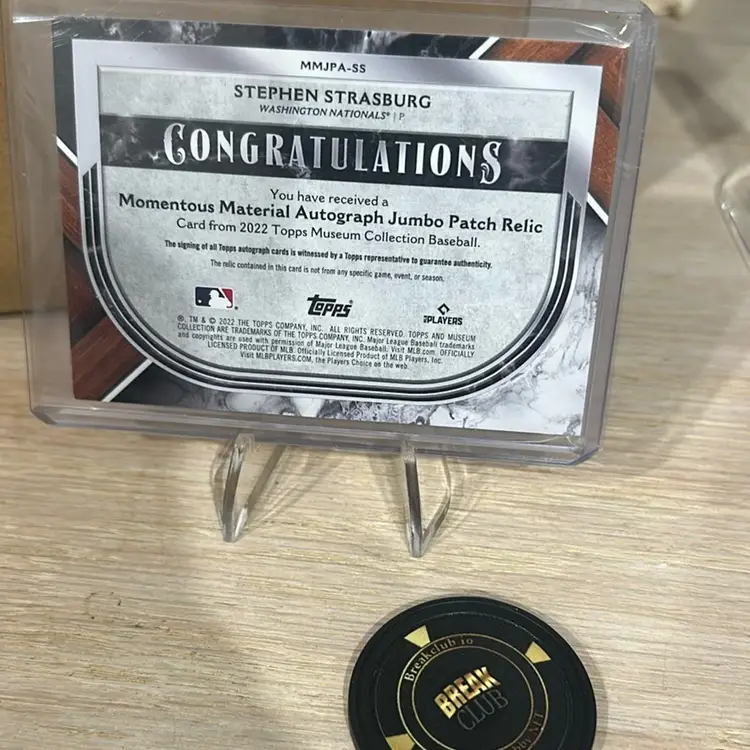 MMJPA-SS
STEPHEN STRASBURG
WASHINGTON NATIONALS® | P
CONGRATULATIONS
You have received a
Momentous Material Autograph Jumbo Patch Relic
Card from 2022 Topps Museum Collection Baseball.
The signing of all Topps autograph cards is witnessed by a Topps representative to guarantee authenticity.
The relic contained in this card is not from any specific game, event, or season.
Topps
PLAYERS
®, TM & © 2022 THE TOPPS COMPANY, INC. ALL RIGHTS RESERVED. TOPPS AND MUSEUM
COLLECTION ARE TRADEMARKS OF THE TOPPS COMPANY, INC. Major League Baseball trademarks
and copyrights are used with permission of Major League Baseball. Visit MLB.com. OFFICIALLY
LICENSED PRODUCT OF MLB. Officially Licensed Product of MLB Players, Inc.
Visit MLBPLAYERS.COM, the Players Choice on the web.
Breakclub 10
BREAK
CLUB